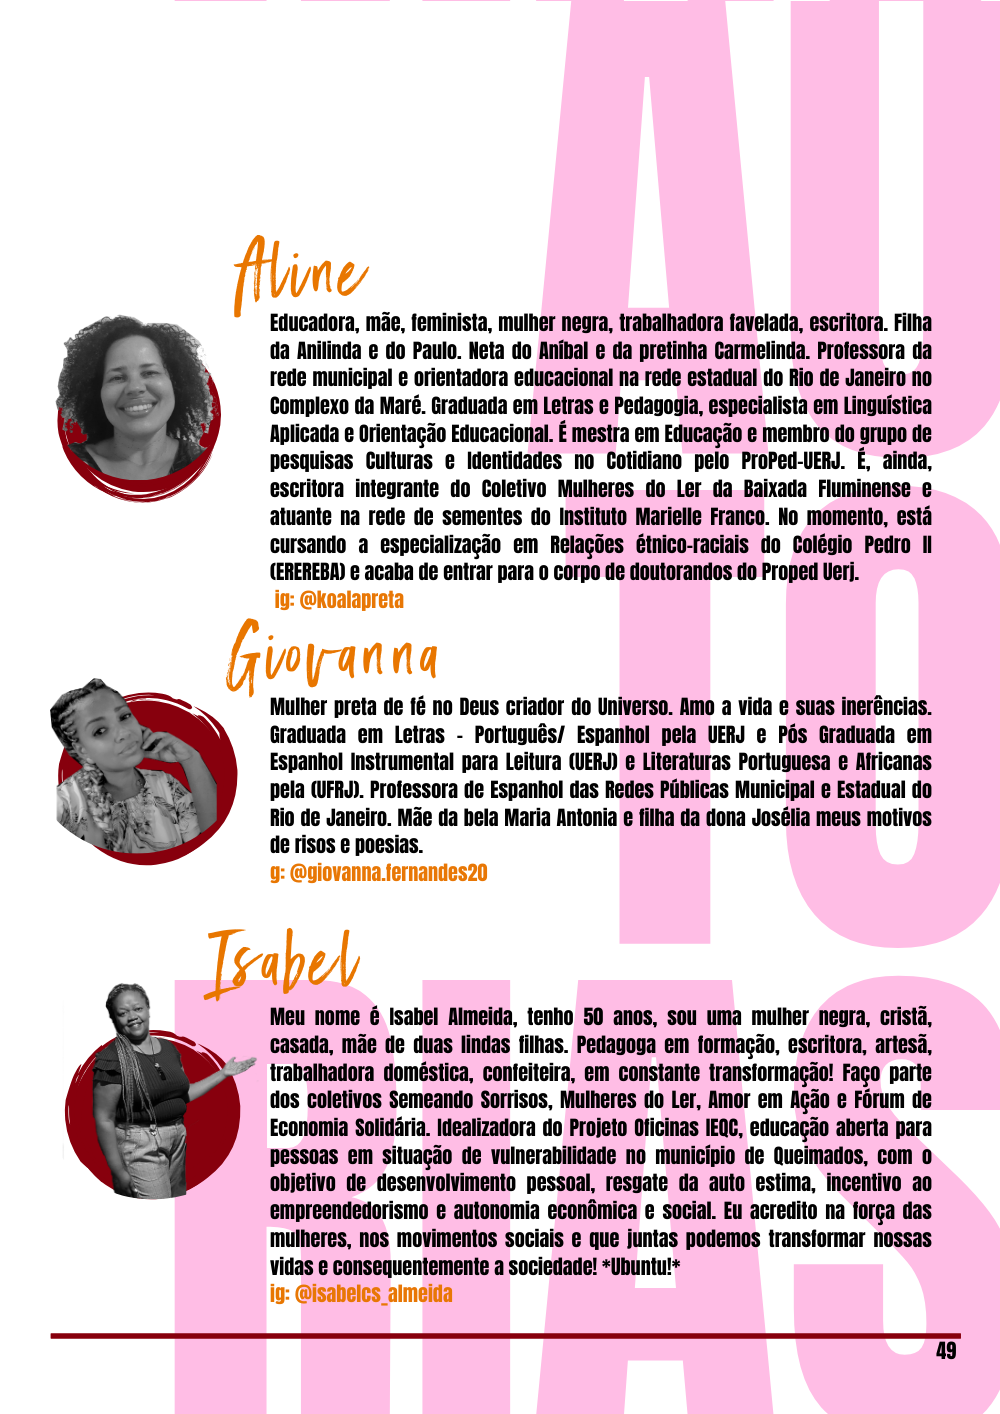 AU
TO
RIAS
Aline
Educadora, mãe, feminista, mulher negra, trabalhadora favelada, escritora. Filha
da Anilinda e do Paulo. Neta do Aníbal e da pretinha Carmelinda. Professora da
rede municipal e orientadora educacional na rede estadual do Rio de Janeiro no
Complexo da Maré. Graduada em Letras e Pedagogia, especialista em Linguística
Aplicada e Orientação Educacional. É mestra em Educação e membro do grupo de
pesquisas Culturas e Identidades no Cotidiano pelo ProPed-UERJ. É, ainda,
escritora integrante do Coletivo Mulheres do Ler da Baixada Fluminense e
atuante na rede de sementes do Instituto Marielle Franco. No momento, está
cursando a especialização em Relações étnico-raciais do Colégio Pedro II
(EREREBA) e acaba de entrar para o corpo de doutorandos do Proped Uerj.
ig: @koalapreta
Giovanna
Mulher preta de fé no Deus criador do Universo. Amo a vida e suas inerências.
Graduada em Letras - Português/ Espanhol pela UERJ e Pós Graduada em
Espanhol Instrumental para Leitura (UERJ) e Literaturas Portuguesa e Africanas
pela (UFRJ). Professora de Espanhol das Redes Públicas Municipal e Estadual do
Rio de Janeiro. Mãe da bela Maria Antonia e filha da dona Josélia meus motivos
de risos e poesias.
g: @giovanna.fernandes20
Isabel
Meu nome é Isabel Almeida, tenho 50 anos, sou uma mulher negra, cristã,
casada, mãe de duas lindas filhas. Pedagoga em formação, escritora, artesã,
trabalhadora doméstica, confeiteira, em constante transformação! Faço parte
dos coletivos Semeando Sorrisos, Mulheres do Ler, Amor em Ação e Fórum de
Economia Solidária. Idealizadora do Projeto Oficinas IEQC, educação aberta para
pessoas em situação de vulnerabilidade no município de Queimados, com o
objetivo de desenvolvimento pessoal, resgate da auto estima, incentivo ao
empreendedorismo e autonomia econômica e social. Eu acredito na força das
mulheres, nos movimentos sociais e que juntas podemos transformar nossas
vidas e consequentemente a sociedade! *Ubuntu!*
ig: @isabelcs_almeida
49